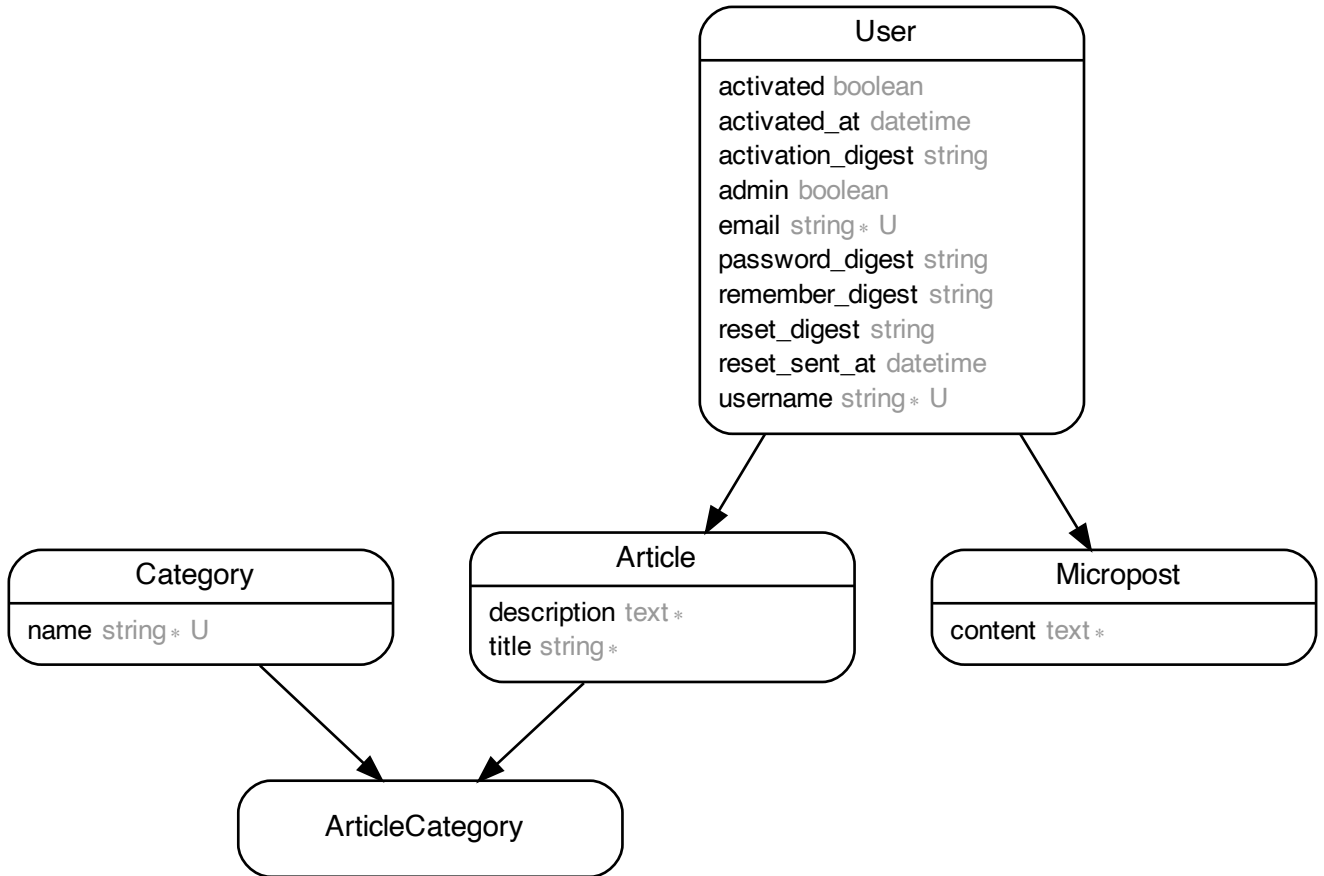 User
activated boolean
activated_at datetime
activation_digest string
admin boolean
email string* U
password_digest string
remember_digest string
reset_digest string
reset_sent_at datetime
username string* U
Category
name string* U
Article
description text*
title string*
Micropost
content text*
ArticleCategory